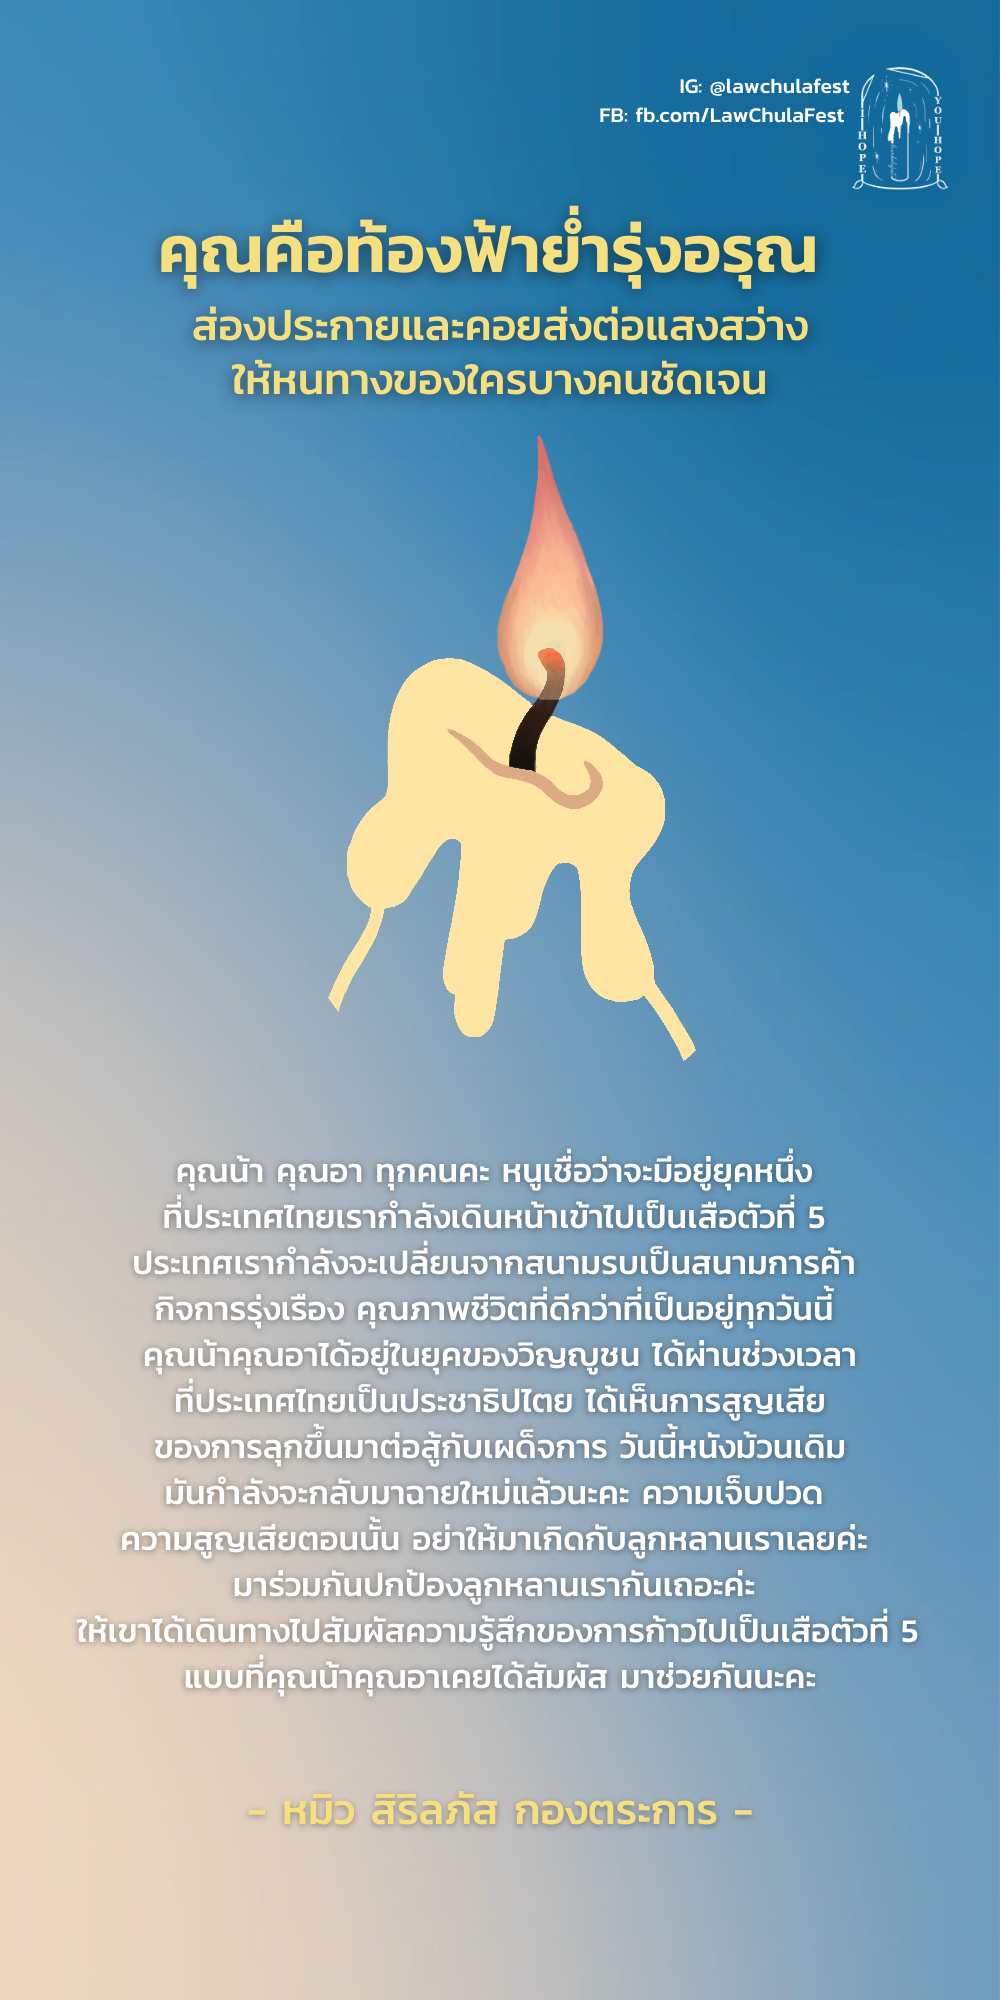 IG: @lawchulafest
FB: fb.com/LawChulaFest
I HOPE
YOU HOPE
คุณคือท้องฟ้าย่ำรุ่งอรุณ
ส่องประกายและคอยส่งต่อแสงสว่าง
ให้หนทางของใครบางคนชัดเจน
คุณน้า คุณอา ทุกคนคะ หนูเชื่อว่าจะมีอยู่ยุคหนึ่ง
ที่ประเทศไทยเรากำลังเดินหน้าเข้าไปเป็นเสือตัวที่ 5
ประเทศเรากำลังจะเปลี่ยนจากสนามรบเป็นสนามการค้า
กิจการรุ่งเรือง คุณภาพชีวิตที่ดีกว่าที่เป็นอยู่ทุกวันนี้
คุณน้าคุณอาได้อยู่ในยุคของวิญญูชน ได้ผ่านช่วงเวลา
ที่ประเทศไทยเป็นประชาธิปไตย ได้เห็นการสูญเสีย
ของการลุกขึ้นมาต่อสู้กับเผด็จการ วันนี้หนังม้วนเดิม
มันกำลังจะกลับมาฉายใหม่แล้วนะคะ ความเจ็บปวด
ความสูญเสียตอนนั้น อย่าให้มาเกิดกับลูกหลานเราเลยค่ะ
มาร่วมกันปกป้องลูกหลานเรากันเถอะค่ะ
ให้เขาได้เดินทางไปสัมผัสความรู้สึกของการก้าวไปเป็นเสือตัวที่ 5
แบบที่คุณน้าคุณอาเคยได้สัมผัส มาช่วยกันนะคะ
- หมิว สิริลภัส กองตระการ -